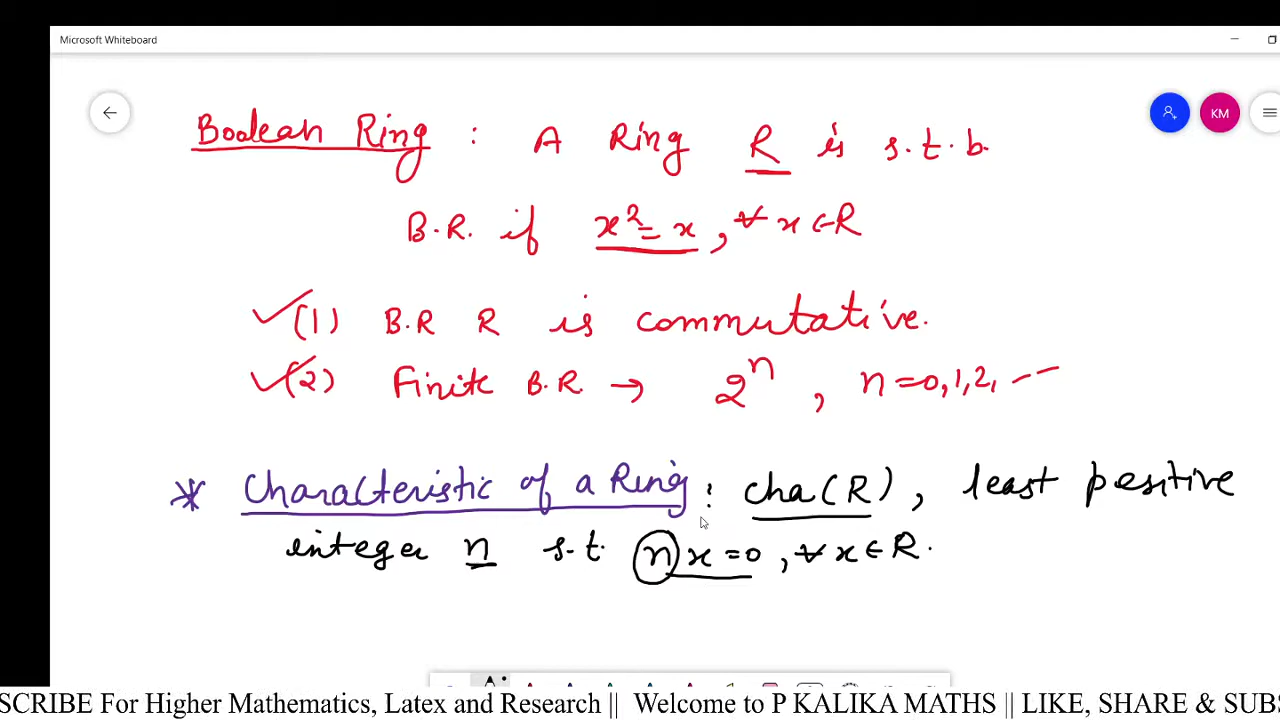 Microsoft Whiteboard
KM
Boolean Ring : A Ring R is s.t.b.
B.R. if x² = x, ∀ x ∈ R
✓(1) B.R R is commutative.
✓(2) Finite B.R. → 2ⁿ, n=0,1,2, ---
* Characteristic of a Ring : cha(R), least positive
integer n s.t. nx=0, ∀ x ∈ R.
SCRIBE For Higher Mathematics, Latex and Research || Welcome to P KALIKA MATHS || LIKE, SHARE & SUBS